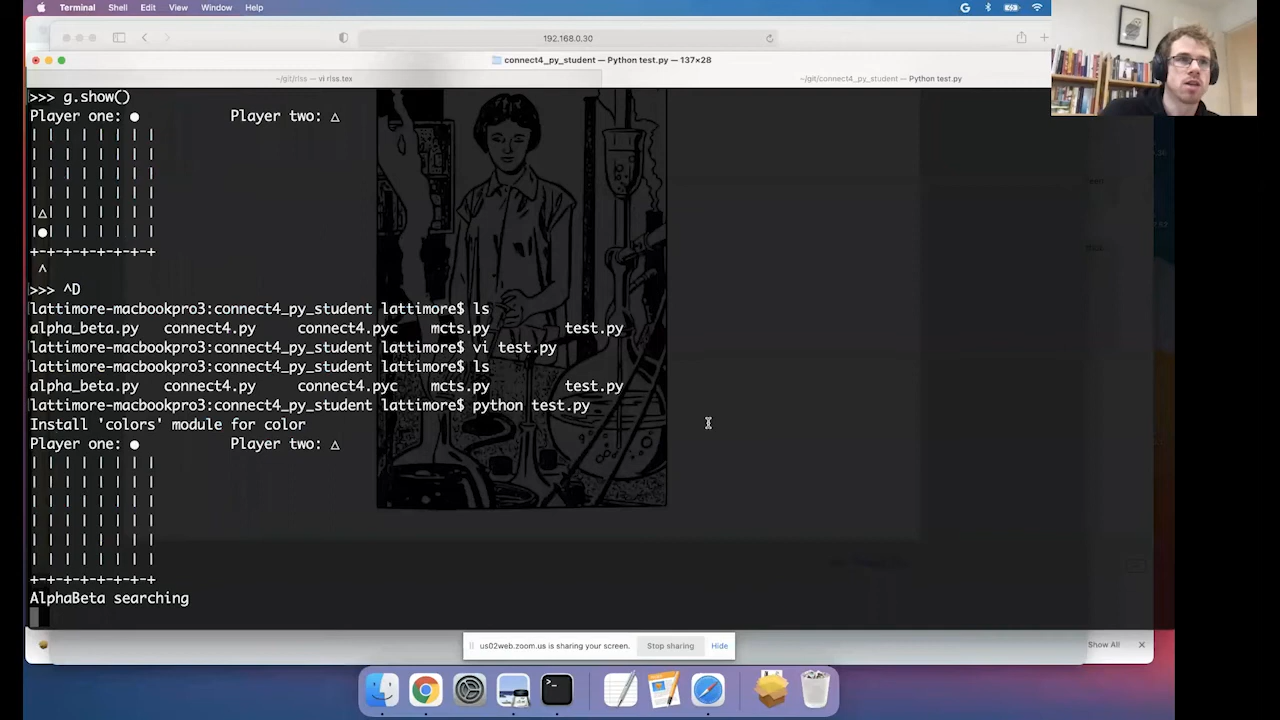 Terminal Shell Edit View Window Help
192.168.0.30
connect4_py_student — Python test.py — 137×28
~/git/rlss — vi rlss.tex
~/git/connect4_py_student — Python test.py
>>> g.show()
Player one: ● Player two: △
| | | | | | | |
| | | | | | | |
| | | | | | | |
| | | | | | | |
|△| | | | | | |
|●| | | | | | |
+-+-+-+-+-+-+-+
^
>>> ^D
lattimore-macbookpro3:connect4_py_student lattimore$ ls
alpha_beta.py connect4.py connect4.pyc mcts.py test.py
lattimore-macbookpro3:connect4_py_student lattimore$ vi test.py
lattimore-macbookpro3:connect4_py_student lattimore$ ls
alpha_beta.py connect4.py connect4.pyc mcts.py test.py
lattimore-macbookpro3:connect4_py_student lattimore$ python test.py
Install 'colors' module for color
Player one: ● Player two: △
| | | | | | | |
| | | | | | | |
| | | | | | | |
| | | | | | | |
| | | | | | | |
| | | | | | | |
+-+-+-+-+-+-+-+
AlphaBeta searching
us02web.zoom.us is sharing your screen. Stop sharing Hide
Show All